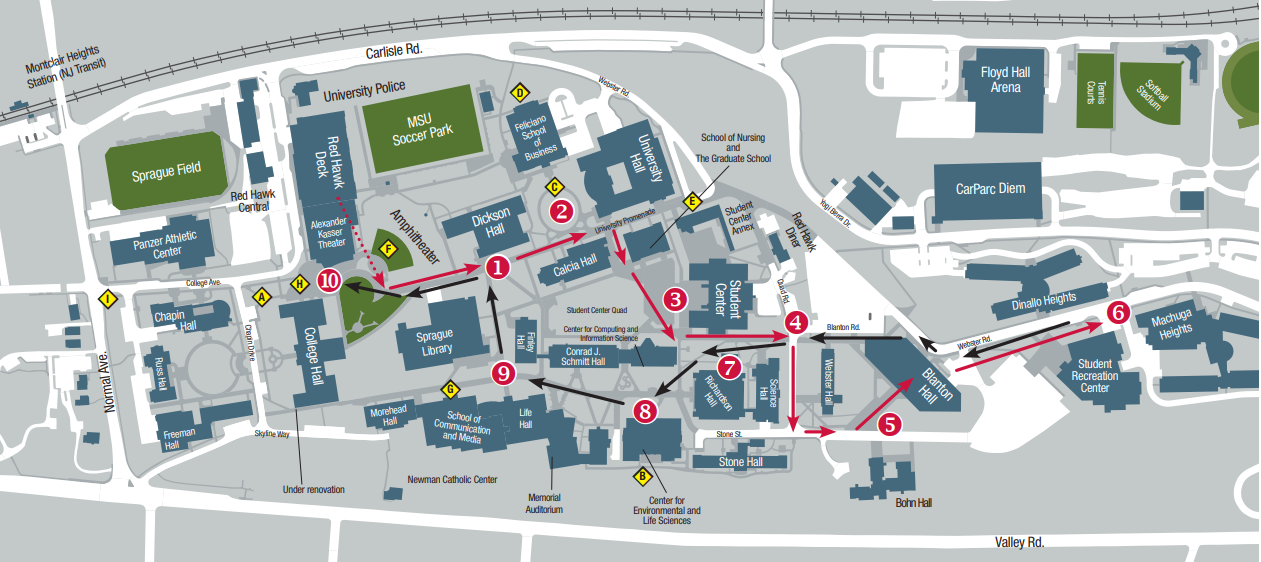 Montclair Heights
Station (NJ Transit)
Carlisle Rd.
University Police
Webster Rd.
MSU
Soccer Park
D
Feliciano
School
of
Business
University
Hall
School of Nursing
and
The Graduate School
Floyd Hall
Arena
Tennis
Courts
Softball
Stadium
Sprague Field
Red Hawk
Deck
Red Hawk
Central
CarParc Diem
Yogi Berra Dr.
C
2
E
Student
Center
Annex
Red Hawk
Diner
Alexander
Kasser
Theater
Amphitheater
Dickson
Hall
University Promenade
Panzer Athletic
Center
F
1
Calcia Hall
10
H
A
I
College Ave.
3
Student
Center
Quad Rd.
Dinallo Heights
Chapin
Hall
Chapin Drive
College Hall
Sprague
Library
Finley
Hall
Student Center Quad
Center for Computing and
Information Science
Conrad J.
Schmitt Hall
4
Blanton Rd.
6
Machuga
Heights
Webster Rd.
Russ Hall
Normal Ave.
9
7
Richardson
Hall
Science
Hall
Webster Hall
Blanton
Hall
Student
Recreation
Center
G
Morehead
Hall
School of
Communication
and Media
Life
Hall
8
5
Freeman
Hall
Skyline Way
Stone St.
Stone Hall
B
Under renovation
Newman Catholic Center
Memorial
Auditorium
Center for
Environmental and
Life Sciences
Bohn Hall
Valley Rd.